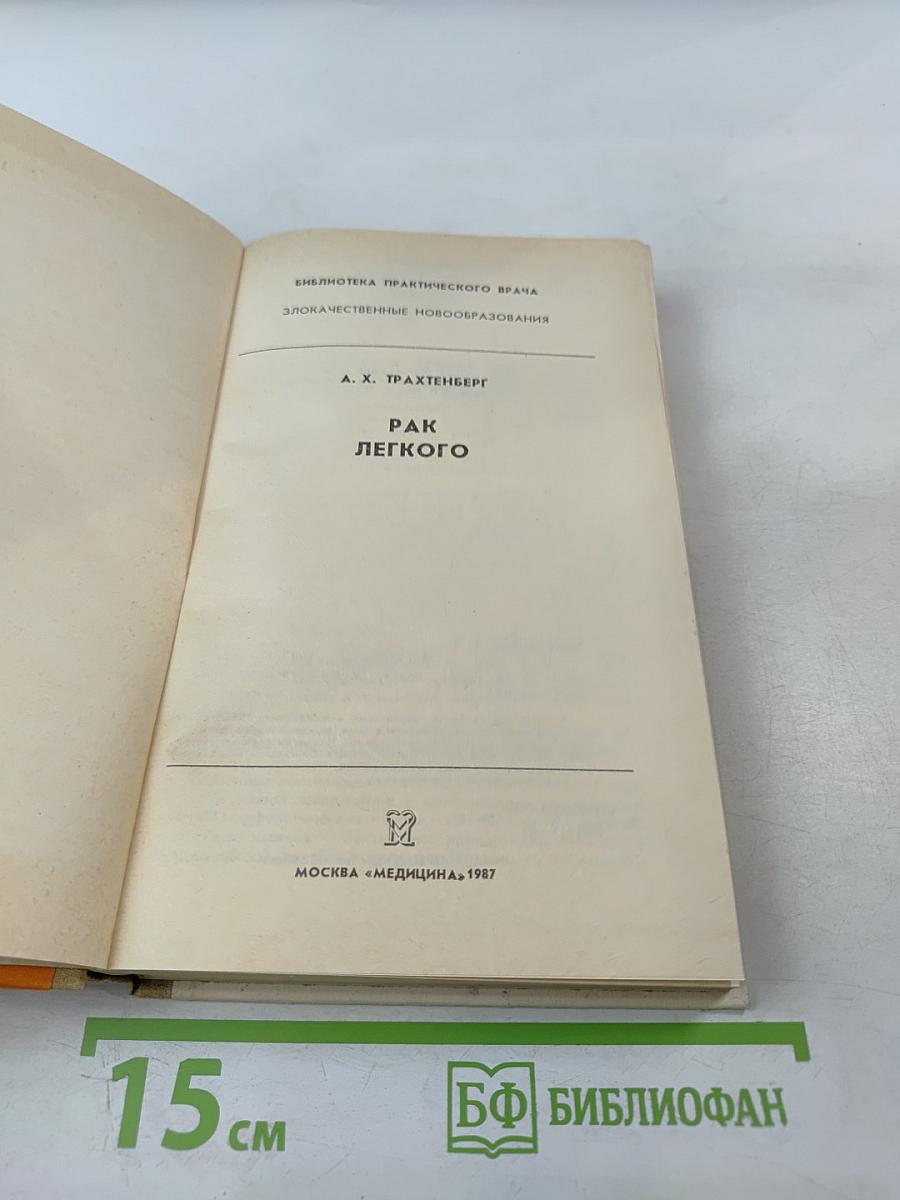 БИБЛИОТЕКА ПРАКТИЧЕСКОГО ВРАЧА
ЗЛОКАЧЕСТВЕННЫЕ НОВООБРАЗОВАНИЯ
А. Х. ТРАХТЕНБЕРГ
РАК
ЛЕГКОГО
МОСКВА «МЕДИЦИНА» 1987
15 см
БФ БИБЛИОФАН